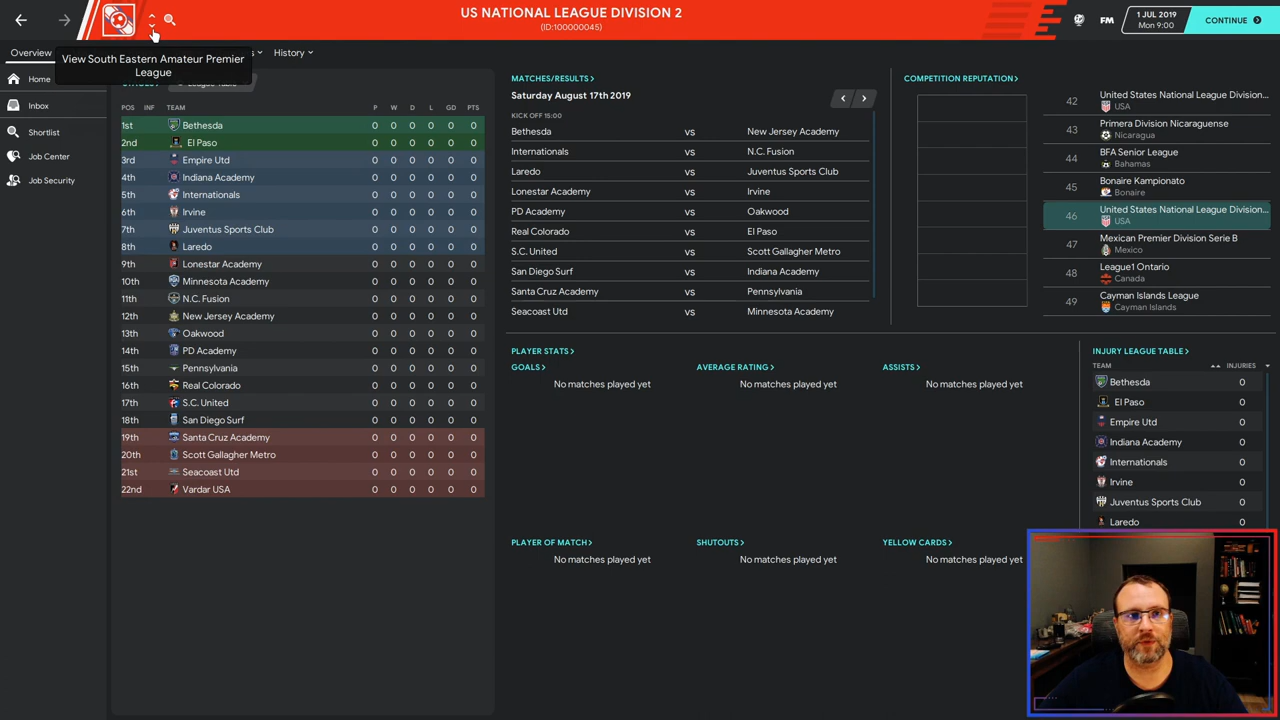 US NATIONAL LEAGUE DIVISION 2
(ID:100000045)
FM
1 JUL 2019
Mon 9:00
CONTINUE
Overview
History
View South Eastern Amateur Premier
League
Home
Inbox
Shortlist
Job Center
Job Security
POS INF TEAM P W D L GD PTS
1st Bethesda 0 0 0 0 0 0
2nd El Paso 0 0 0 0 0 0
3rd Empire Utd 0 0 0 0 0 0
4th Indiana Academy 0 0 0 0 0 0
5th Internationals 0 0 0 0 0 0
6th Irvine 0 0 0 0 0 0
7th Juventus Sports Club 0 0 0 0 0 0
8th Laredo 0 0 0 0 0 0
9th Lonestar Academy 0 0 0 0 0 0
10th Minnesota Academy 0 0 0 0 0 0
11th N.C. Fusion 0 0 0 0 0 0
12th New Jersey Academy 0 0 0 0 0 0
13th Oakwood 0 0 0 0 0 0
14th PD Academy 0 0 0 0 0 0
15th Pennsylvania 0 0 0 0 0 0
16th Real Colorado 0 0 0 0 0 0
17th S.C. United 0 0 0 0 0 0
18th San Diego Surf 0 0 0 0 0 0
19th Santa Cruz Academy 0 0 0 0 0 0
20th Scott Gallagher Metro 0 0 0 0 0 0
21st Seacoast Utd 0 0 0 0 0 0
22nd Vardar USA 0 0 0 0 0 0
MATCHES/RESULTS
Saturday August 17th 2019
KICK OFF 15:00
Bethesda vs New Jersey Academy
Internationals vs N.C. Fusion
Laredo vs Juventus Sports Club
Lonestar Academy vs Irvine
PD Academy vs Oakwood
Real Colorado vs El Paso
S.C. United vs Scott Gallagher Metro
San Diego Surf vs Indiana Academy
Santa Cruz Academy vs Pennsylvania
Seacoast Utd vs Minnesota Academy
COMPETITION REPUTATION
42 United States National League Division...
USA
43 Primera Division Nicaraguense
Nicaragua
44 BFA Senior League
Bahamas
45 Bonaire Kampionato
Bonaire
46 United States National League Division...
USA
47 Mexican Premier Division Serie B
Mexico
48 League1 Ontario
Canada
49 Cayman Islands League
Cayman Islands
PLAYER STATS
GOALS
No matches played yet
AVERAGE RATING
No matches played yet
ASSISTS
No matches played yet
PLAYER OF MATCH
No matches played yet
SHUTOUTS
No matches played yet
YELLOW CARDS
No matches played yet
INJURY LEAGUE TABLE
TEAM INJURIES
Bethesda 0
El Paso 0
Empire Utd 0
Indiana Academy 0
Internationals 0
Irvine 0
Juventus Sports Club 0
Laredo 0